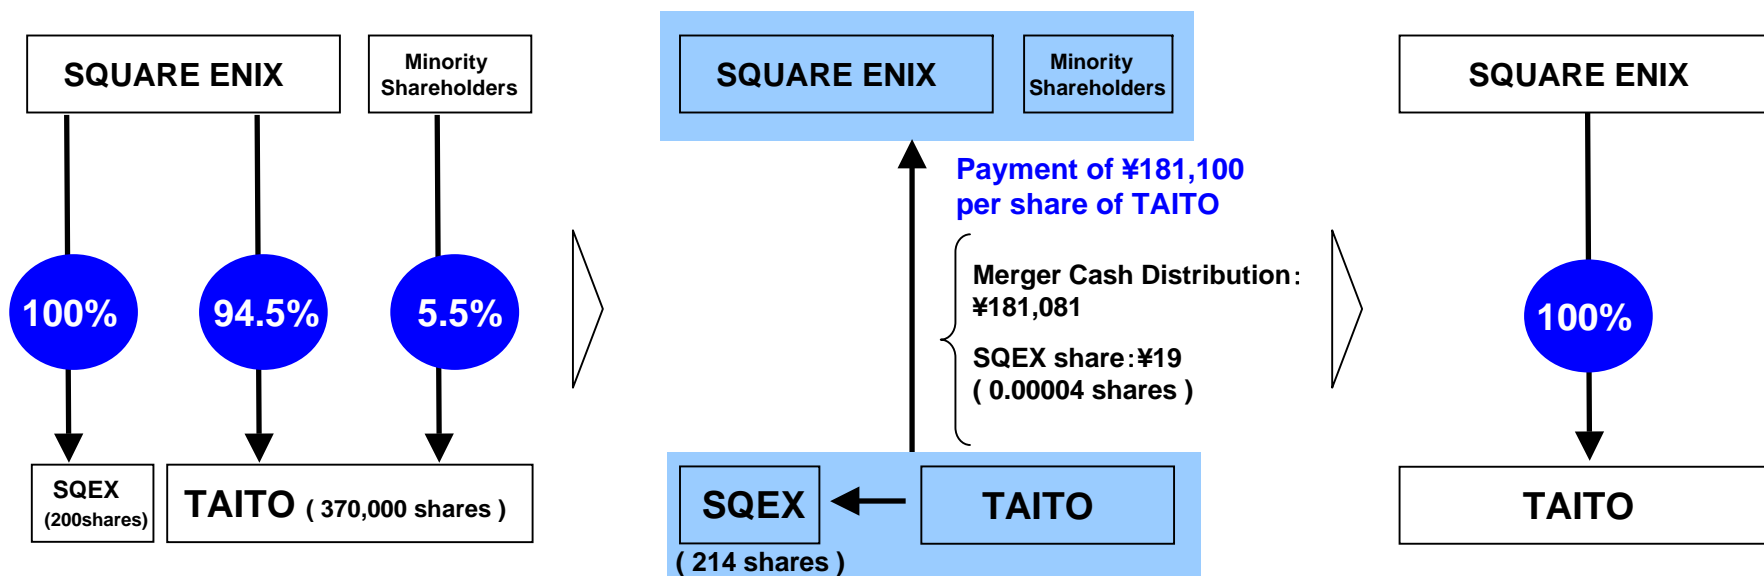 SQUARE ENIX
Minority
Shareholders
100%
94.5%
5.5%
SQEX
(200shares)
TAITO ( 370,000 shares )
SQUARE ENIX
Minority
Shareholders
Payment of ¥181,100
per share of TAITO
Merger Cash Distribution:
¥181,081
SQEX share:¥19
( 0.00004 shares )
SQEX
TAITO
( 214 shares )
SQUARE ENIX
100%
TAITO